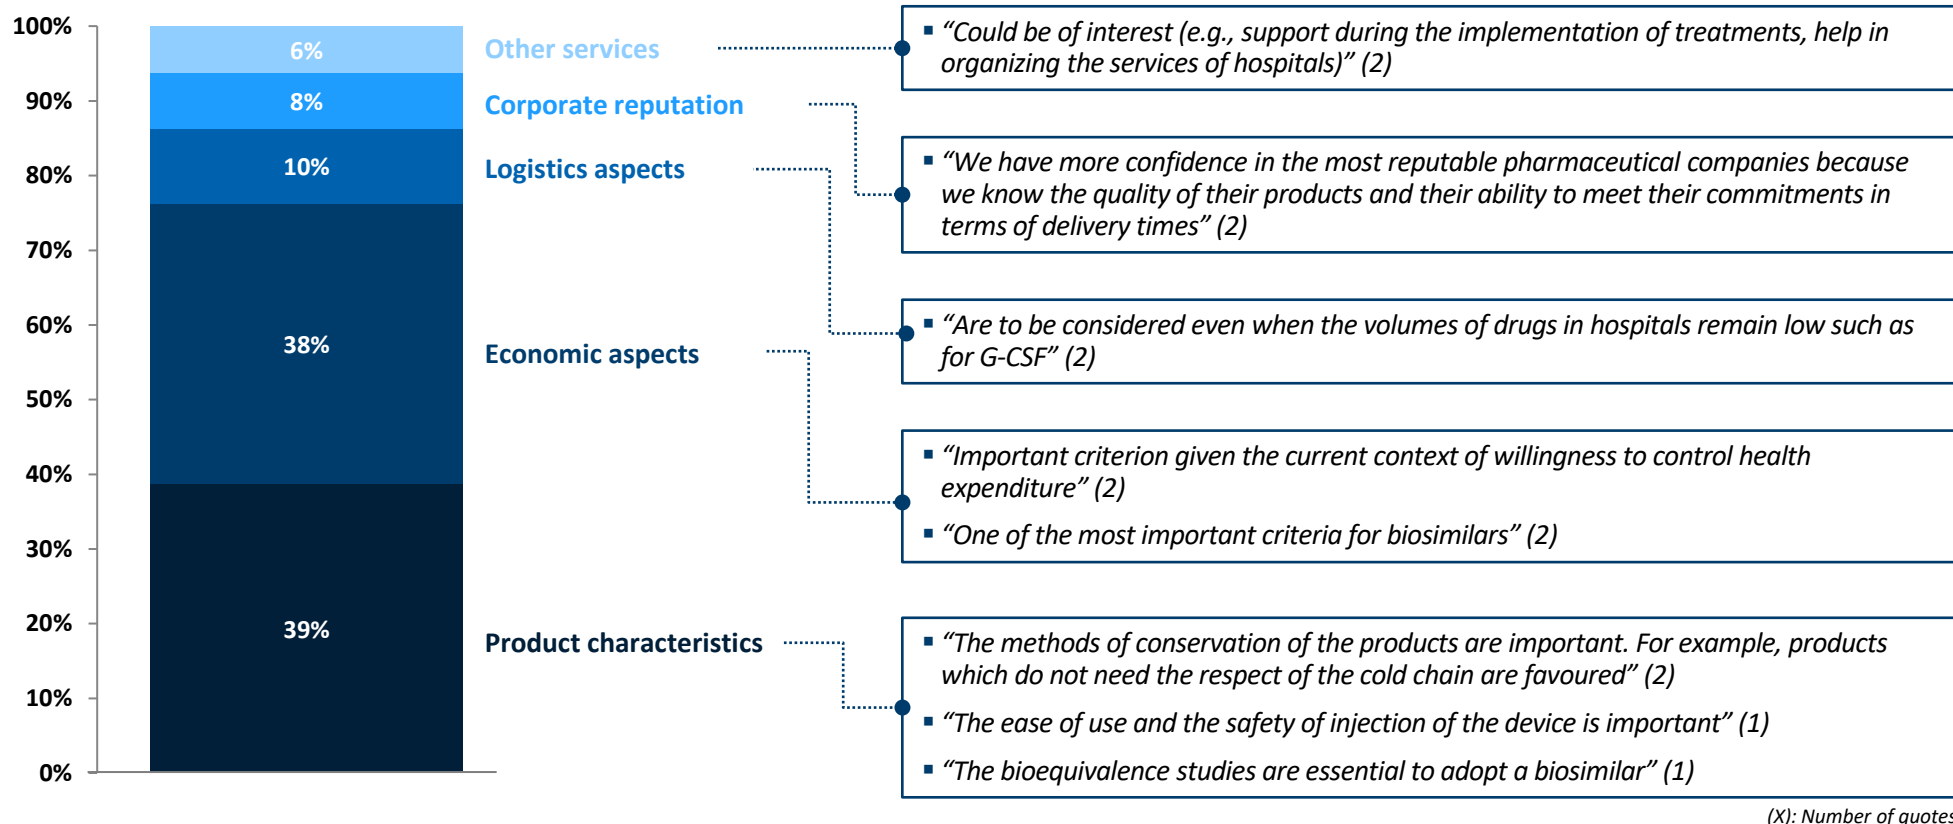 100%
90%
80%
70%
60%
50%
40%
30%
20%
10%
0%
6%
8%
10%
38%
39%
Other services
Corporate reputation
Logistics aspects
Economic aspects
Product characteristics
▪ “Could be of interest (e.g., support during the implementation of treatments, help in
organizing the services of hospitals)” (2)
▪ “We have more confidence in the most reputable pharmaceutical companies because
we know the quality of their products and their ability to meet their commitments in
terms of delivery times” (2)
▪ “Are to be considered even when the volumes of drugs in hospitals remain low such as
for G-CSF” (2)
▪ “Important criterion given the current context of willingness to control health
expenditure” (2)
▪ “One of the most important criteria for biosimilars” (2)
▪ “The methods of conservation of the products are important. For example, products
which do not need the respect of the cold chain are favoured” (2)
▪ “The ease of use and the safety of injection of the device is important” (1)
▪ “The bioequivalence studies are essential to adopt a biosimilar” (1)
(X): Number of quotes